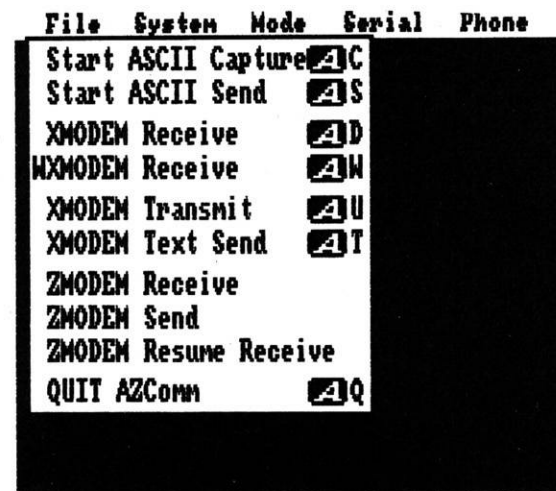 File System Mode Serial Phone
Start ASCII Capture A C
Start ASCII Send A S
XMODEM Receive A D
WXMODEM Receive A W
XMODEM Transmit A U
XMODEM Text Send A T
ZMODEM Receive
ZMODEM Send
ZMODEM Resume Receive
QUIT AZComm A Q